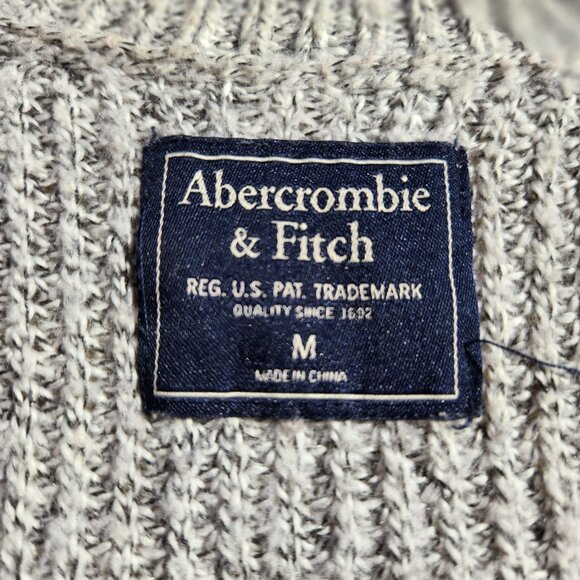 Abercrombie
& Fitch
REG. U.S. PAT. TRADEMARK
QUALITY SINCE 1892
M
MADE IN CHINA